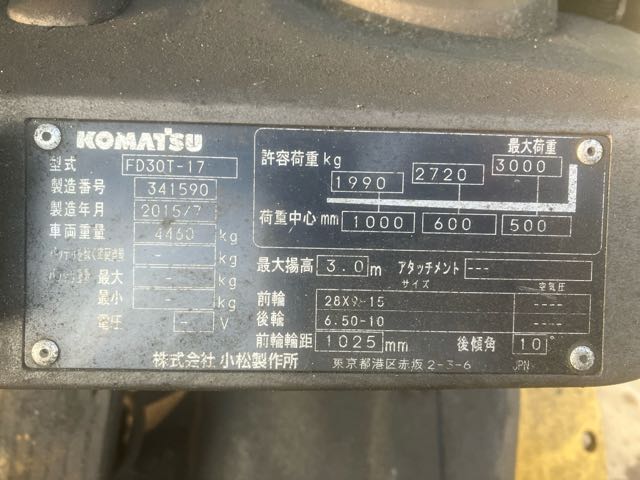 KOMATSU
型式 FD30T-17
製造番号 341590
製造年月 2015/7
車両重量 4460 kg
- kg
最大 - kg
最小 - kg
電圧 - V
許容荷重 kg 1990 2720 3000 最大荷重
荷重中心 mm 1000 600 500
最大揚高 3.0 m アタッチメント ---
サイズ 空気圧
前輪 28X9-15 ----
後輪 6.50-10 ----
前輪輪距 1025 mm 後傾角 10°
株式会社 小松製作所 東京都港区赤坂 2-3-6 JPN